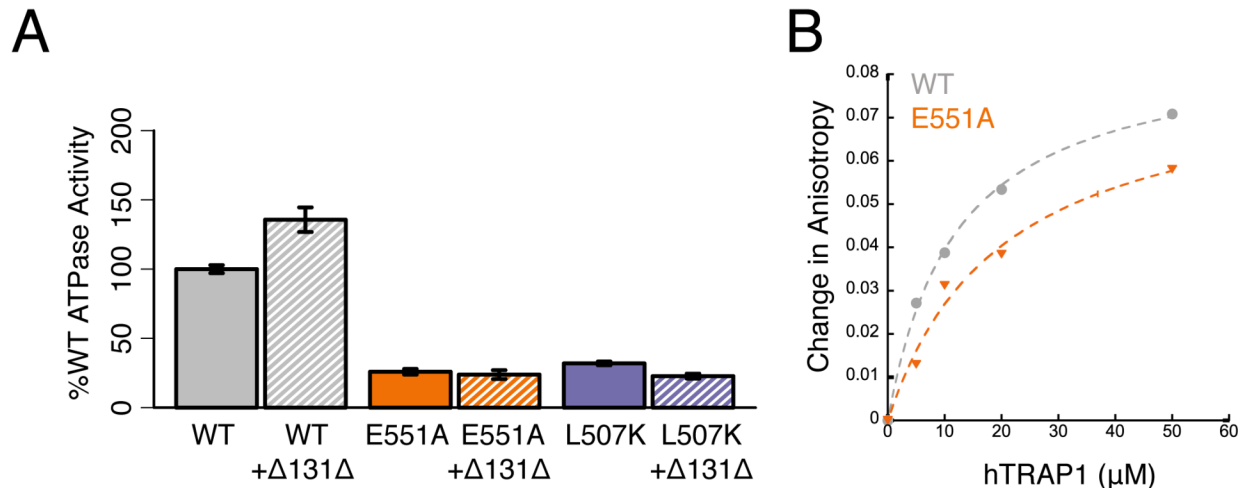 A
%WT ATPase Activity
200
150
100
50
0
WT
WT
+Δ131Δ
E551A
E551A
+Δ131Δ
L507K
L507K
+Δ131Δ
B
WT
E551A
Change in Anisotropy
0.08
0.07
0.06
0.05
0.04
0.03
0.02
0.01
0
0 10 20 30 40 50 60
hTRAP1 (μM)